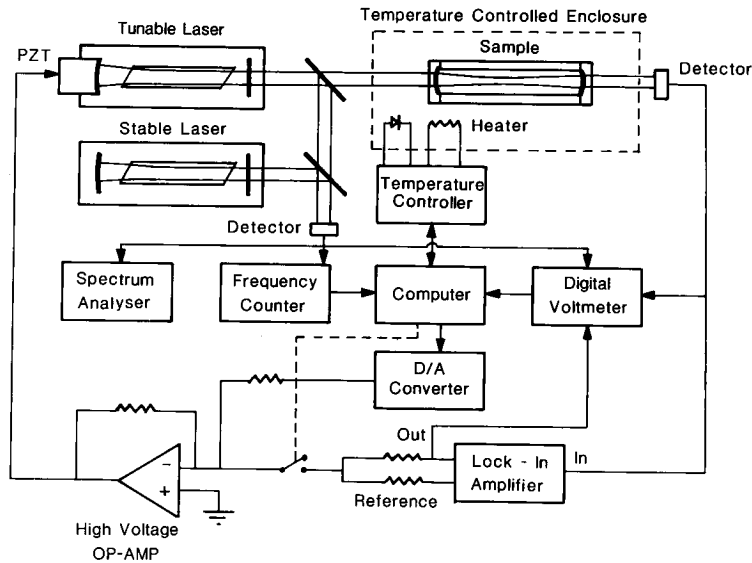 Temperature Controlled Enclosure
Tunable Laser
Sample
PZT
Detector
Stable Laser
Heater
Temperature
Controller
Detector
Spectrum
Analyser
Frequency
Counter
Computer
Digital
Voltmeter
D/A
Converter
Out
Lock - In
Amplifier
In
Reference
-
+
High Voltage
OP-AMP